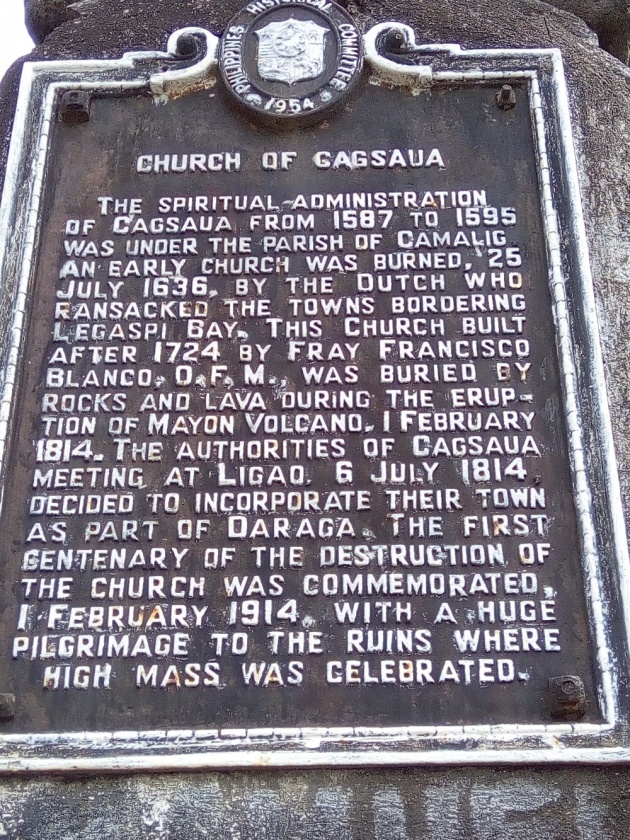 PHILIPPINES HISTORICAL COMMITTEE
1954
CHURCH OF CAGSAUA
THE SPIRITUAL ADMINISTRATION
OF CAGSAUA FROM 1587 TO 1595
WAS UNDER THE PARISH OF CAMALIG
AN EARLY CHURCH WAS BURNED, 25
JULY 1636, BY THE DUTCH WHO
RANSACKED THE TOWNS BORDERING
LEGASPI BAY. THIS CHURCH BUILT
AFTER 1724 BY FRAY FRANCISCO
BLANCO, O.F.M., WAS BURIED BY
ROCKS AND LAVA DURING THE ERUP-
TION OF MAYON VOLCANO, 1 FEBRUARY
1814. THE AUTHORITIES OF CAGSAUA
MEETING AT LIGAO, 6 JULY 1814,
DECIDED TO INCORPORATE THEIR TOWN
AS PART OF DARAGA. THE FIRST
CENTENARY OF THE DESTRUCTION OF
THE CHURCH WAS COMMEMORATED,
1 FEBRUARY 1914, WITH A HUGE
PILGRIMAGE TO THE RUINS WHERE
HIGH MASS WAS CELEBRATED.